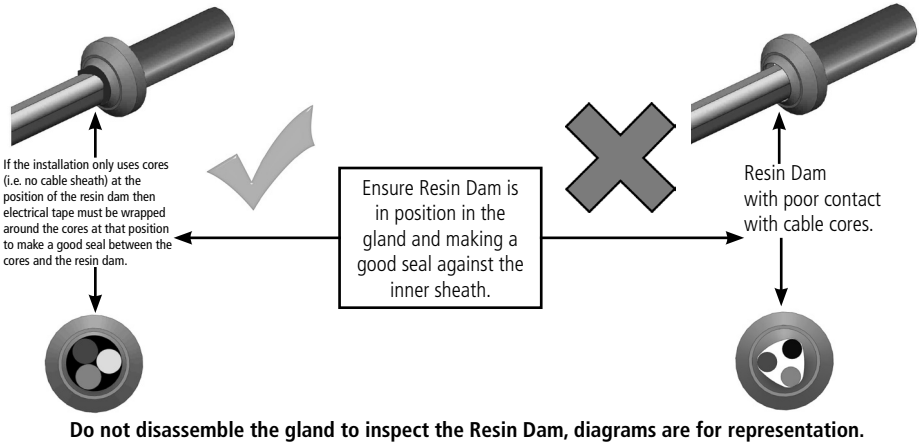 If the installation only uses cores
(i.e. no cable sheath) at the
position of the resin dam then
electrical tape must be wrapped
around the cores at that position
to make a good seal between the
cores and the resin dam.
Ensure Resin Dam is
in position in the
gland and making a
good seal against the
inner sheath.
Resin Dam
with poor contact
with cable cores.
Do not disassemble the gland to inspect the Resin Dam, diagrams are for representation.